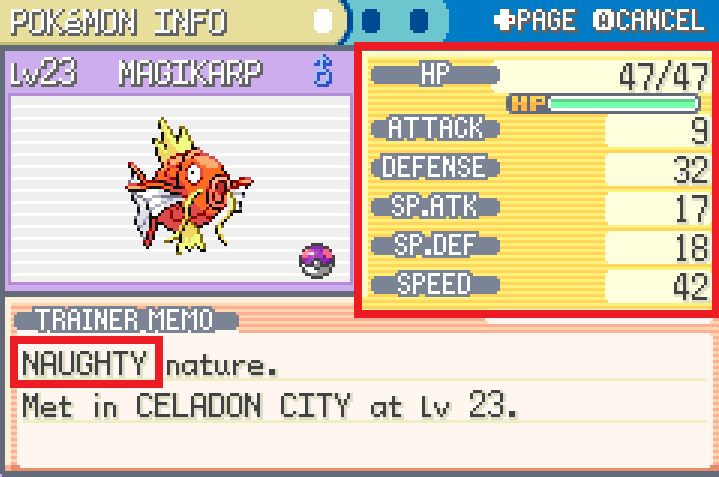 POKéMON INFO
PAGE CANCEL
Lv23 MAGIKARP ♂
HP 47/47
HP
ATTACK 9
DEFENSE 32
SP.ATK 17
SP.DEF 18
SPEED 42
TRAINER MEMO
NAUGHTY nature.
Met in CELADON CITY at Lv 23.